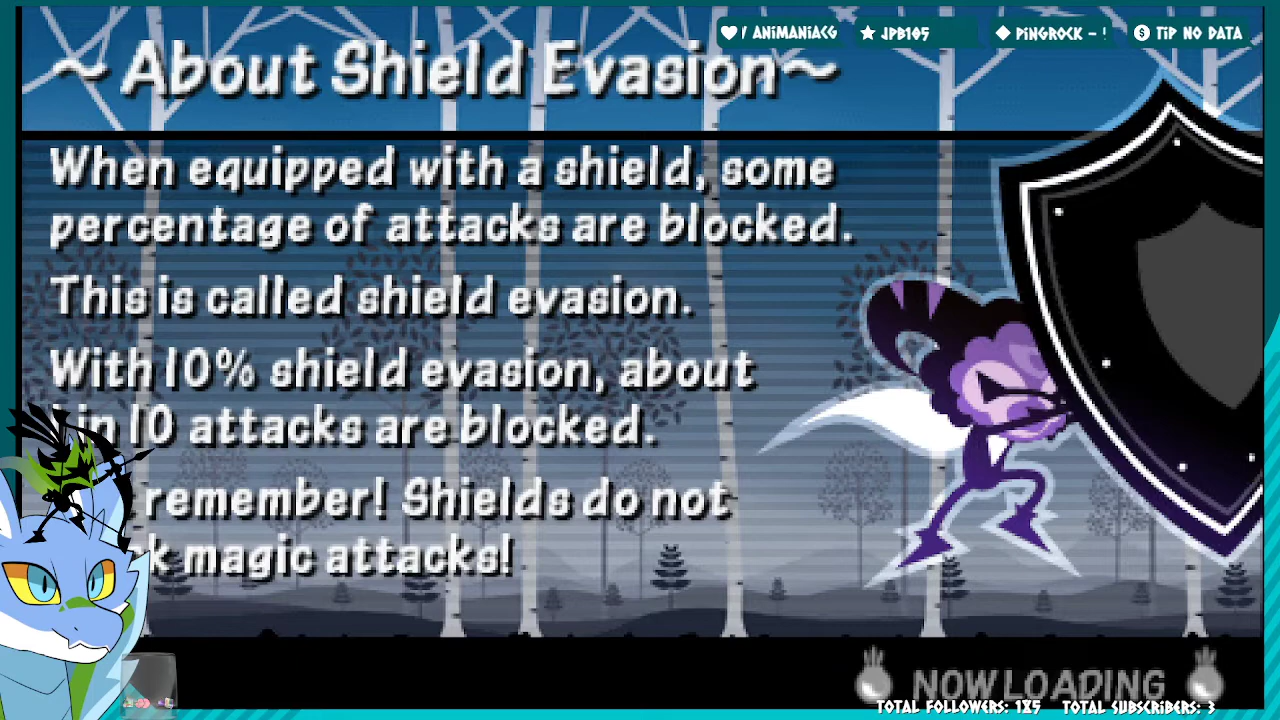 / ANIMANIACG JPB105 PINGROCK - ! TIP NO DATA
~ About Shield Evasion ~
When equipped with a shield, some
percentage of attacks are blocked.
This is called shield evasion.
With 10% shield evasion, about
in 10 attacks are blocked.
remember! Shields do not
magic attacks!
NOW LOADING
TOTAL FOLLOWERS: 185 TOTAL SUBSCRIBERS: 3